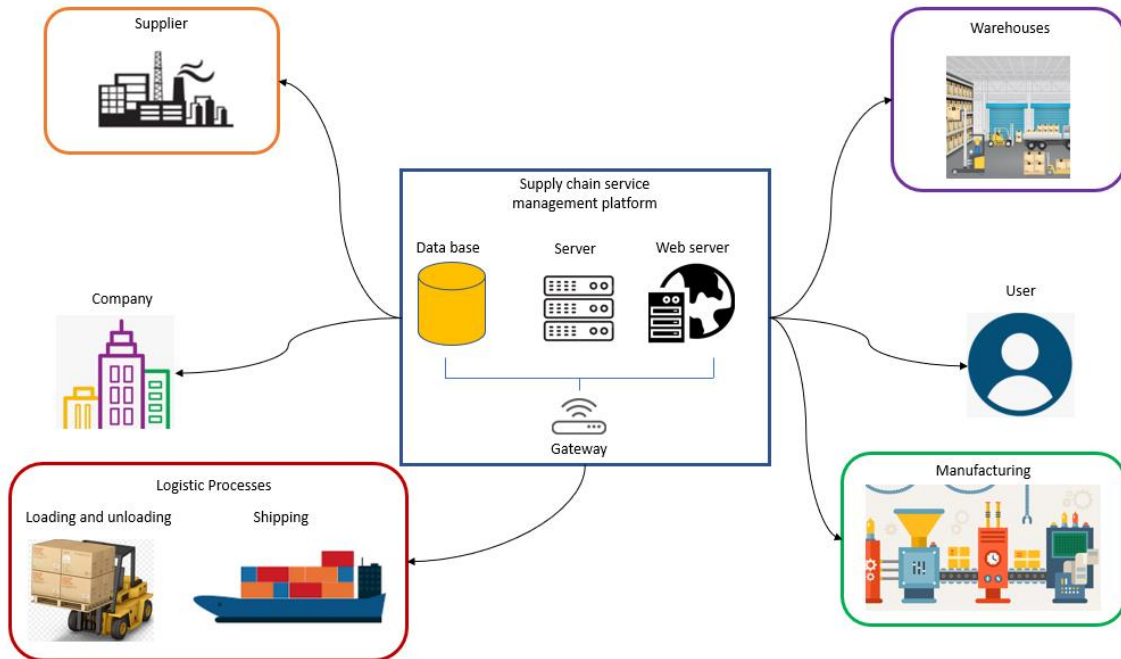 Supplier
Warehouses
Supply chain service
management platform
Data base
Server
Web server
Company
User
Gateway
Logistic Processes
Loading and unloading
Shipping
Manufacturing